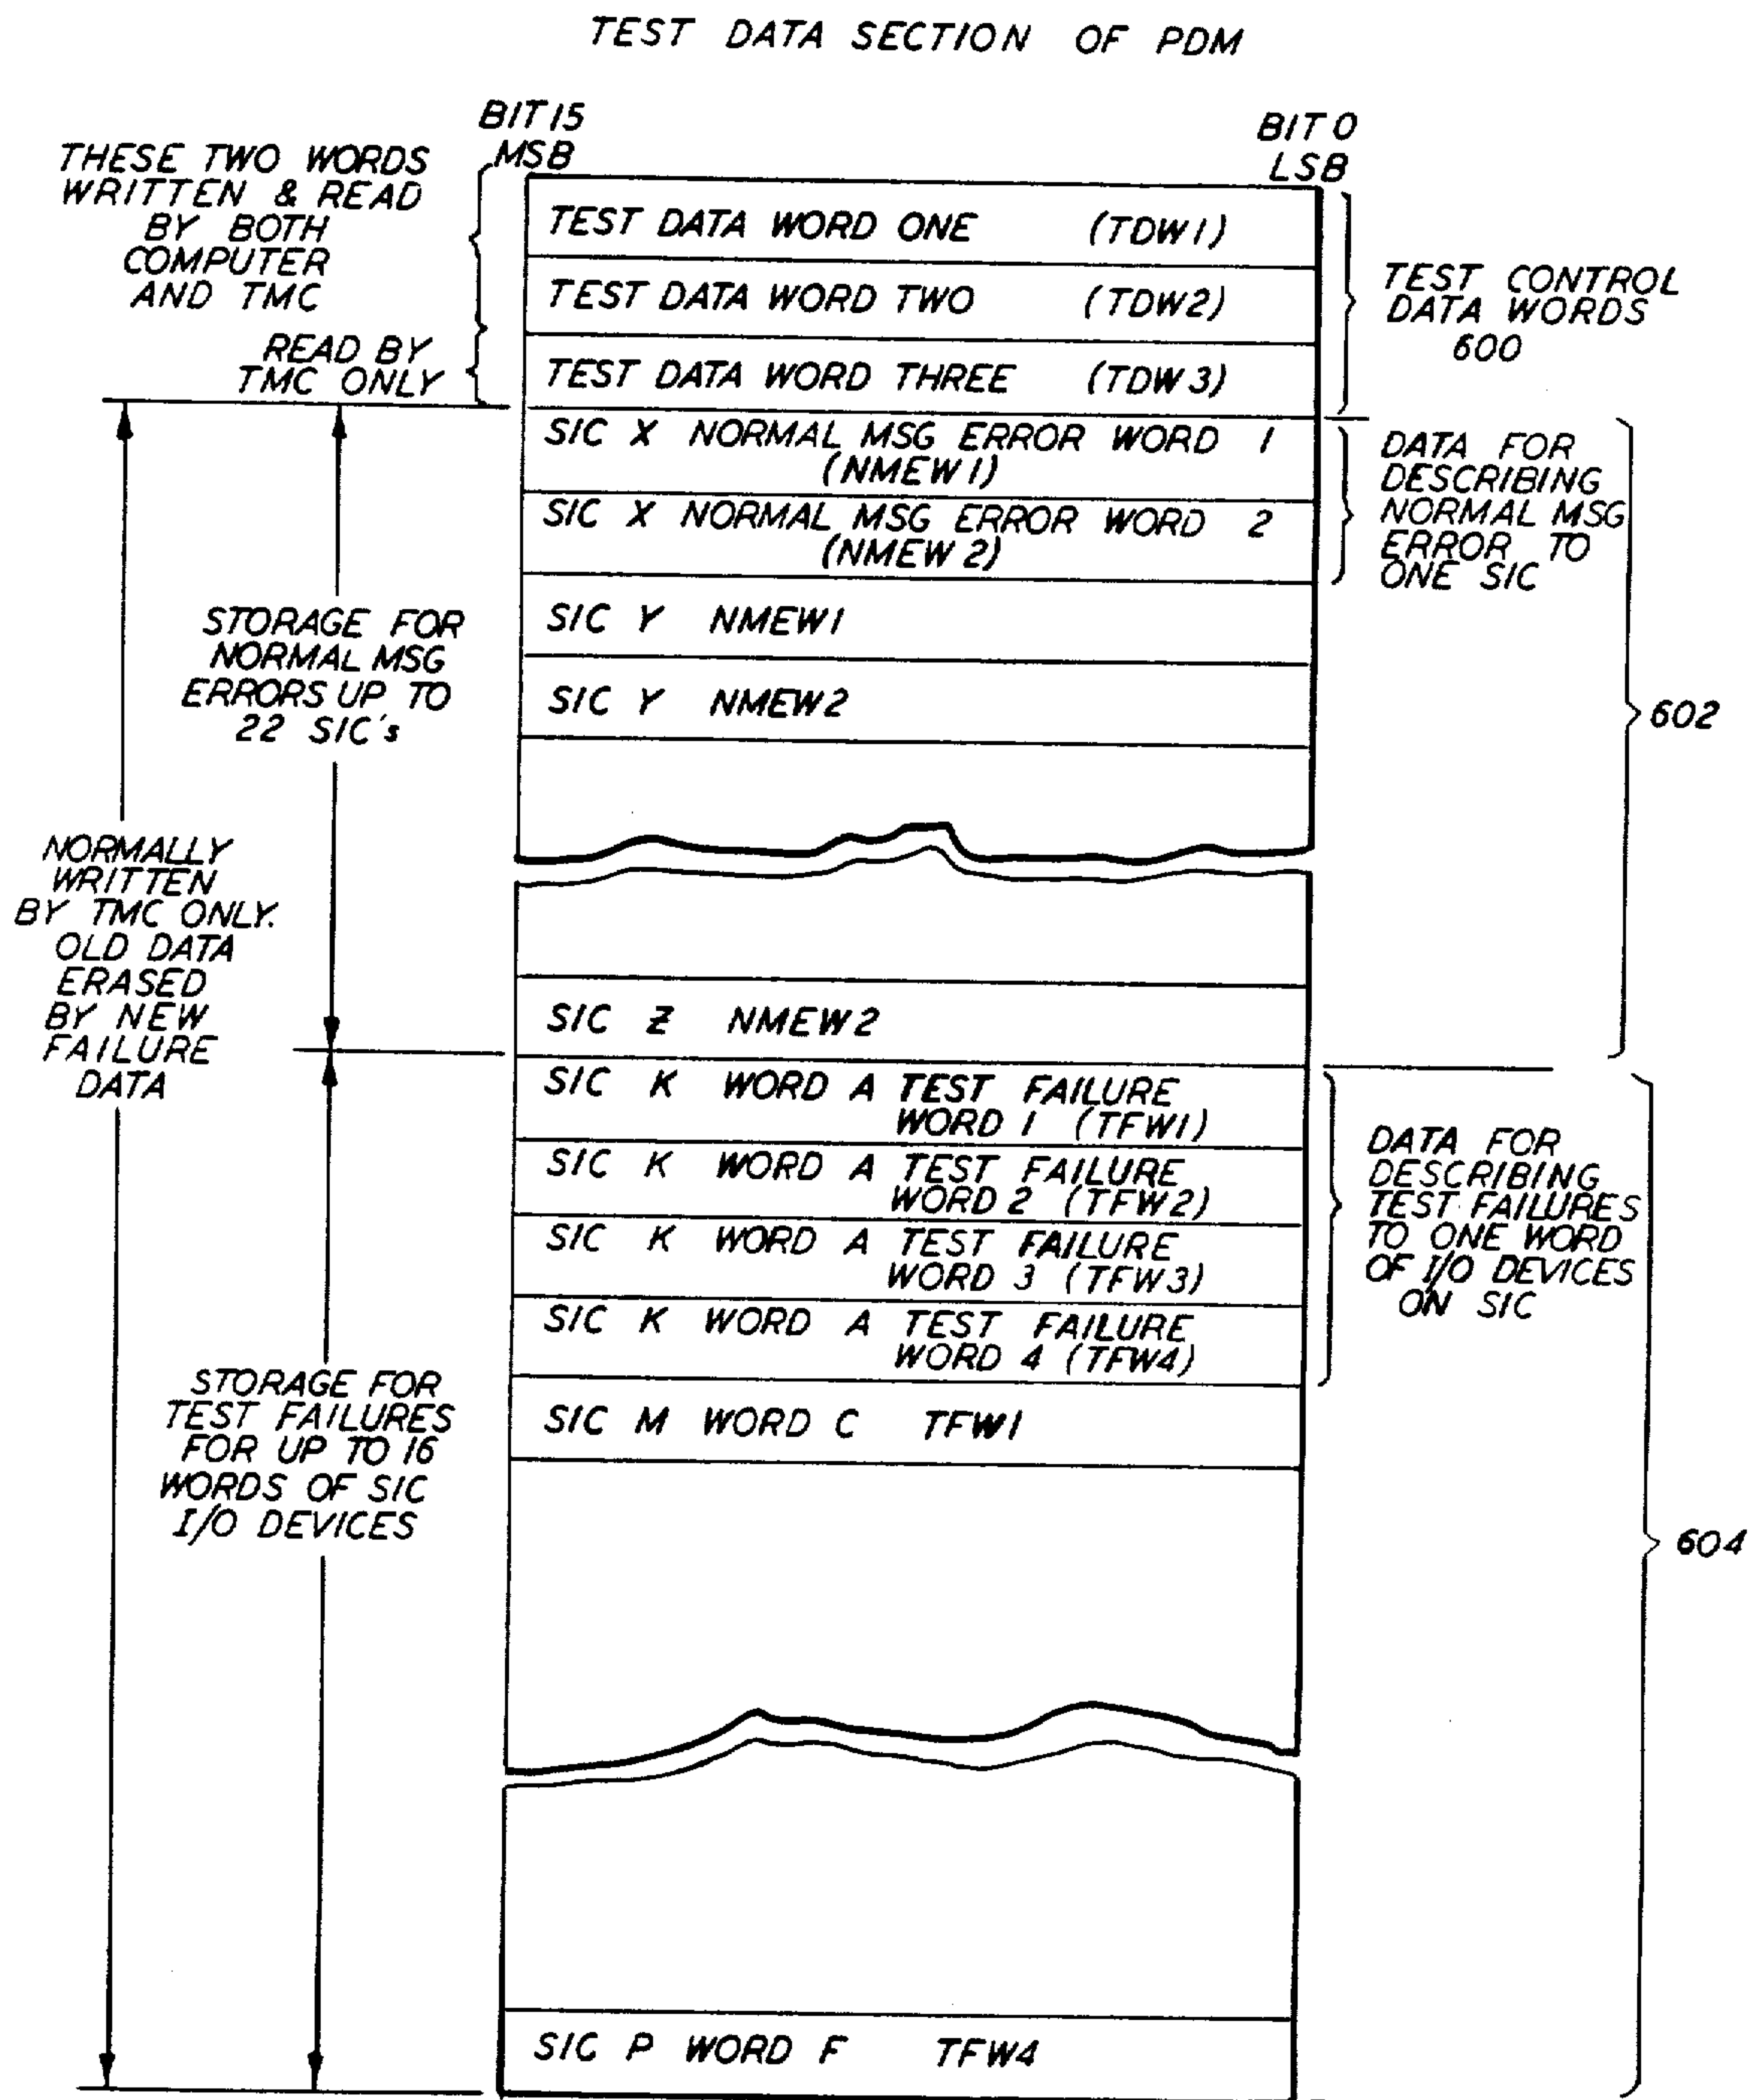 TEST DATA SECTION OF PDM
BIT 15
MSB
BIT 0
LSB
THESE TWO WORDS
WRITTEN & READ
BY BOTH
COMPUTER
AND TMC
READ BY
TMC ONLY
TEST DATA WORD ONE (TDW1)
TEST DATA WORD TWO (TDW2)
TEST DATA WORD THREE (TDW3)
TEST CONTROL
DATA WORDS
600
SIC X NORMAL MSG ERROR WORD 1
(NMEW1)
SIC X NORMAL MSG ERROR WORD 2
(NMEW2)
DATA FOR
DESCRIBING
NORMAL MSG
ERROR TO
ONE SIC
SIC Y NMEW1
SIC Y NMEW2
602
STORAGE FOR
NORMAL MSG
ERRORS UP TO
22 SIC's
NORMALLY
WRITTEN
BY TMC ONLY.
OLD DATA
ERASED
BY NEW
FAILURE
DATA
SIC Z NMEW2
SIC K WORD A TEST FAILURE
WORD 1 (TFW1)
SIC K WORD A TEST FAILURE
WORD 2 (TFW2)
SIC K WORD A TEST FAILURE
WORD 3 (TFW3)
SIC K WORD A TEST FAILURE
WORD 4 (TFW4)
DATA FOR
DESCRIBING
TEST FAILURES
TO ONE WORD
OF I/O DEVICES
ON SIC
SIC M WORD C TFW1
STORAGE FOR
TEST FAILURES
FOR UP TO 16
WORDS OF SIC
I/O DEVICES
604
SIC P WORD F TFW4